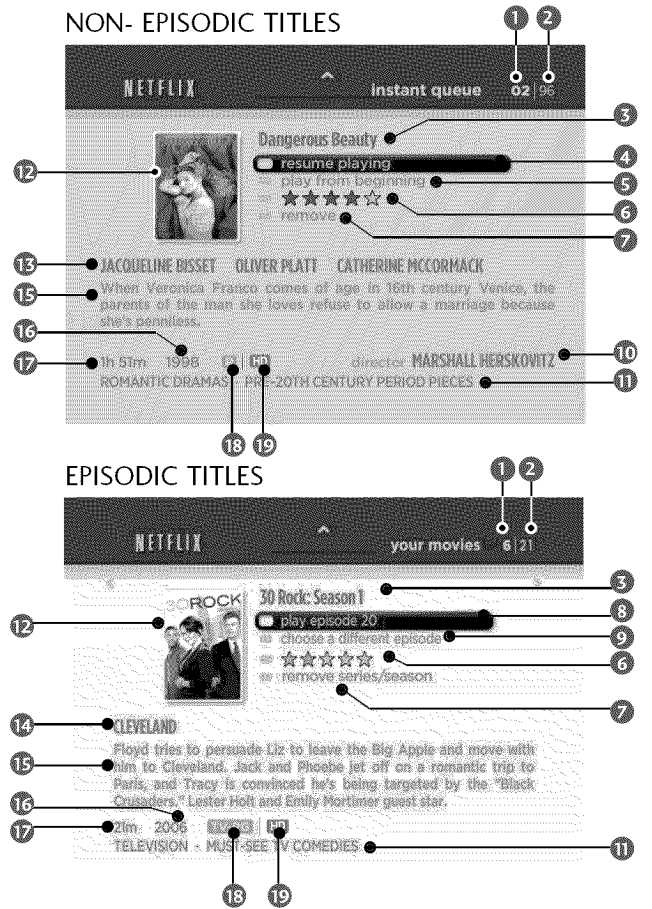 NON- EPISODIC TITLES
1 2
NETFLIX instant queue 02|96
Dangerous Beauty 3
resume playing 4
12 play from beginning 5
6
remove 7
13 JACQUELINE BISSET OLIVER PLATT CATHERINE MCCORMACK
15 When Veronica Franco comes of age in 16th century Venice, the
parents of the man she loves refuse to allow a marriage because
she's penniless.
16
17 1h 51m 1998 HD director MARSHALL HERSKOVITZ 10
ROMANTIC DRAMAS PRE-20TH CENTURY PERIOD PIECES 11
18 19
EPISODIC TITLES
1 2
NETFLIX your movies 6|21
30 ROCK
30 Rock: Season 1 3
play episode 20 8
12 choose a different episode 9
6
remove series/season
7
14 CLEVELAND
Floyd tries to persuade Liz to leave the Big Apple and move with
15 him to Cleveland. Jack and Phoebe jet off on a romantic trip to
Paris, and Tracy is convinced he's being targeted by the "Black
Crusaders." Lester Holt and Emily Mortimer guest star.
16
17 21m 2006 HD
TELEVISION - MUST-SEE TV COMEDIES 11
18 19